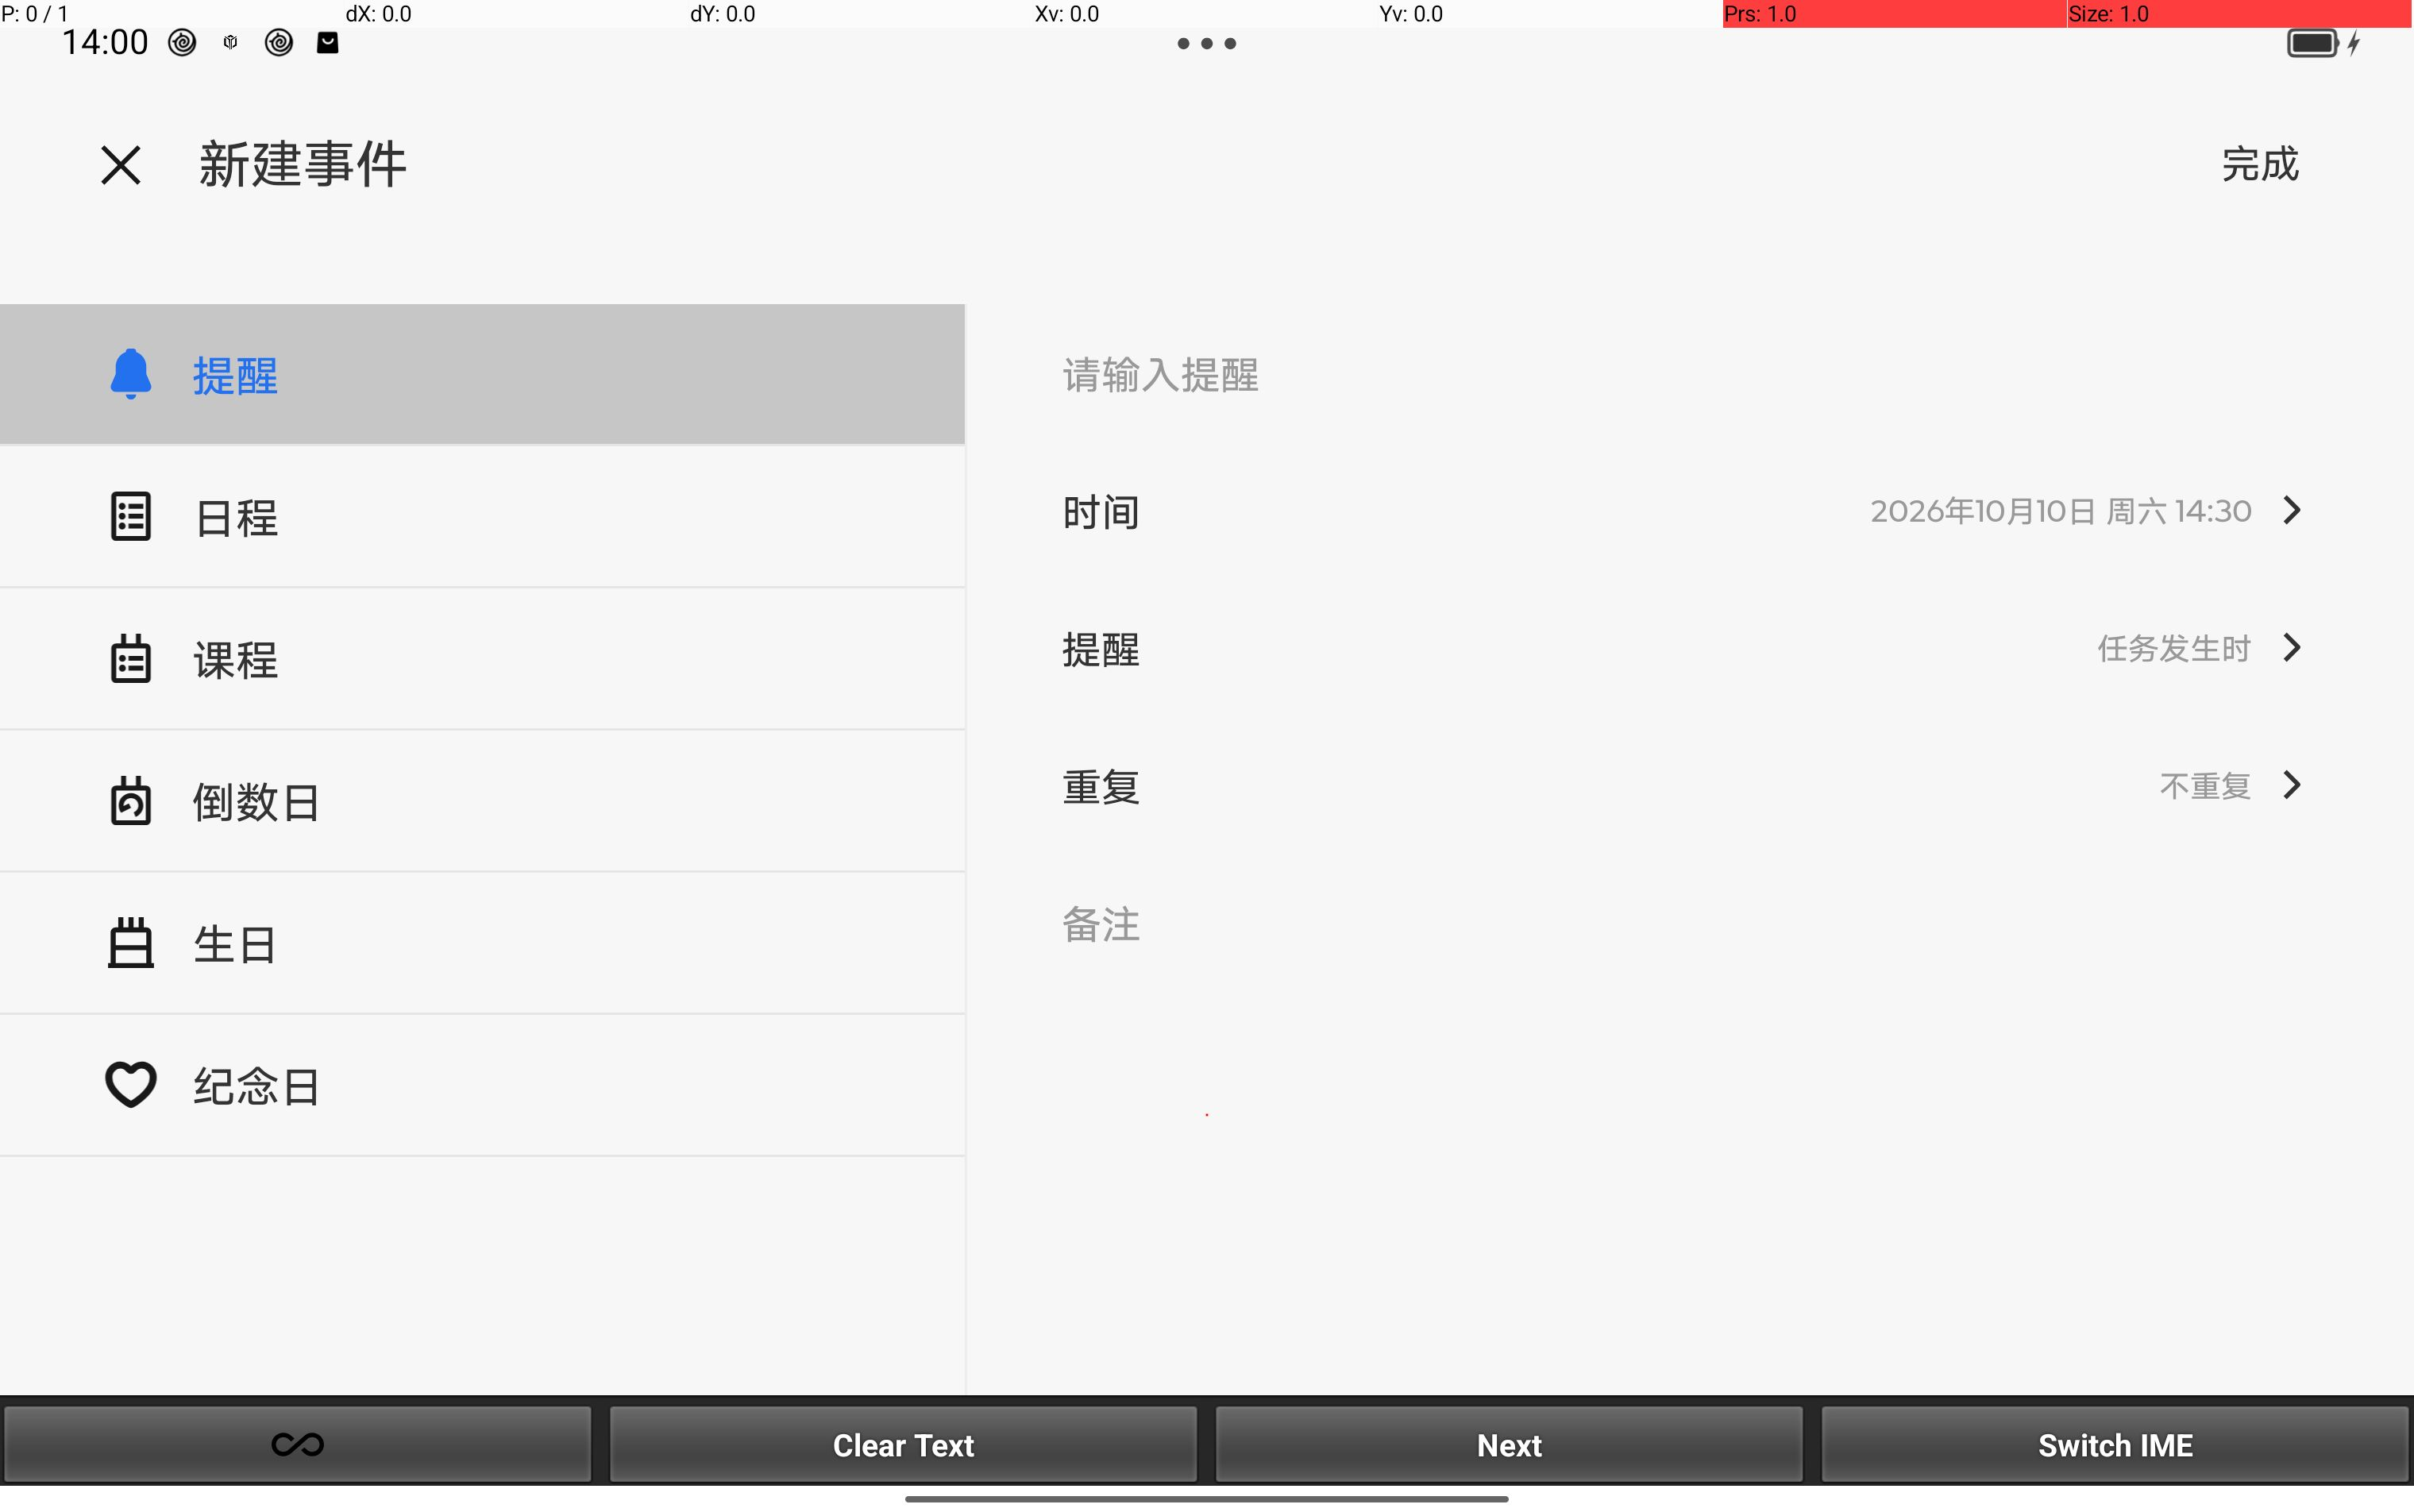 P: 0 / 1 dX: 0.0 dY: 0.0 Xv: 0.0 Yv: 0.0 Prs: 1.0 Size: 1.0
14:00
新建事件 完成
提醒
日程
课程
倒数日
生日
纪念日
请输入提醒
时间 2026年10月10日 周六 14:30
提醒 任务发生时
重复 不重复
备注
Clear Text Next Switch IME